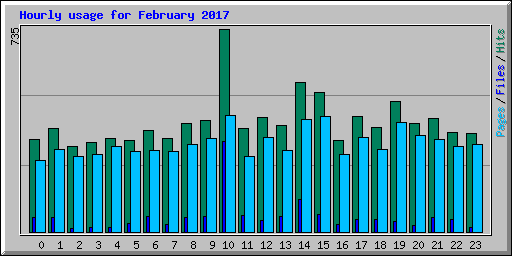 Hourly usage for February 2017
735
Pages / Files / Hits
0 1 2 3 4 5 6 7 8 9 10 11 12 13 14 15 16 17 18 19 20 21 22 23